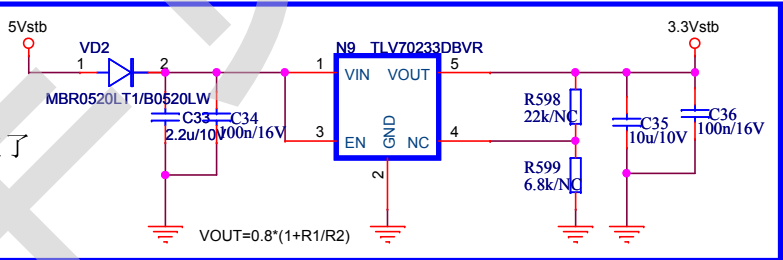 5Vstb
3.3Vstb
VD2
1
2
MBR0520LT1/B0520LW
C33
2.2u/10V
C34
100n/16V
N9 TLV70233DBVR
1
VIN
VOUT
5
3
EN
GND
NC
4
2
R598
22k/NC
R599
6.8k/NC
C35
10u/10V
C36
100n/16V
了
VOUT=0.8*(1+R1/R2)